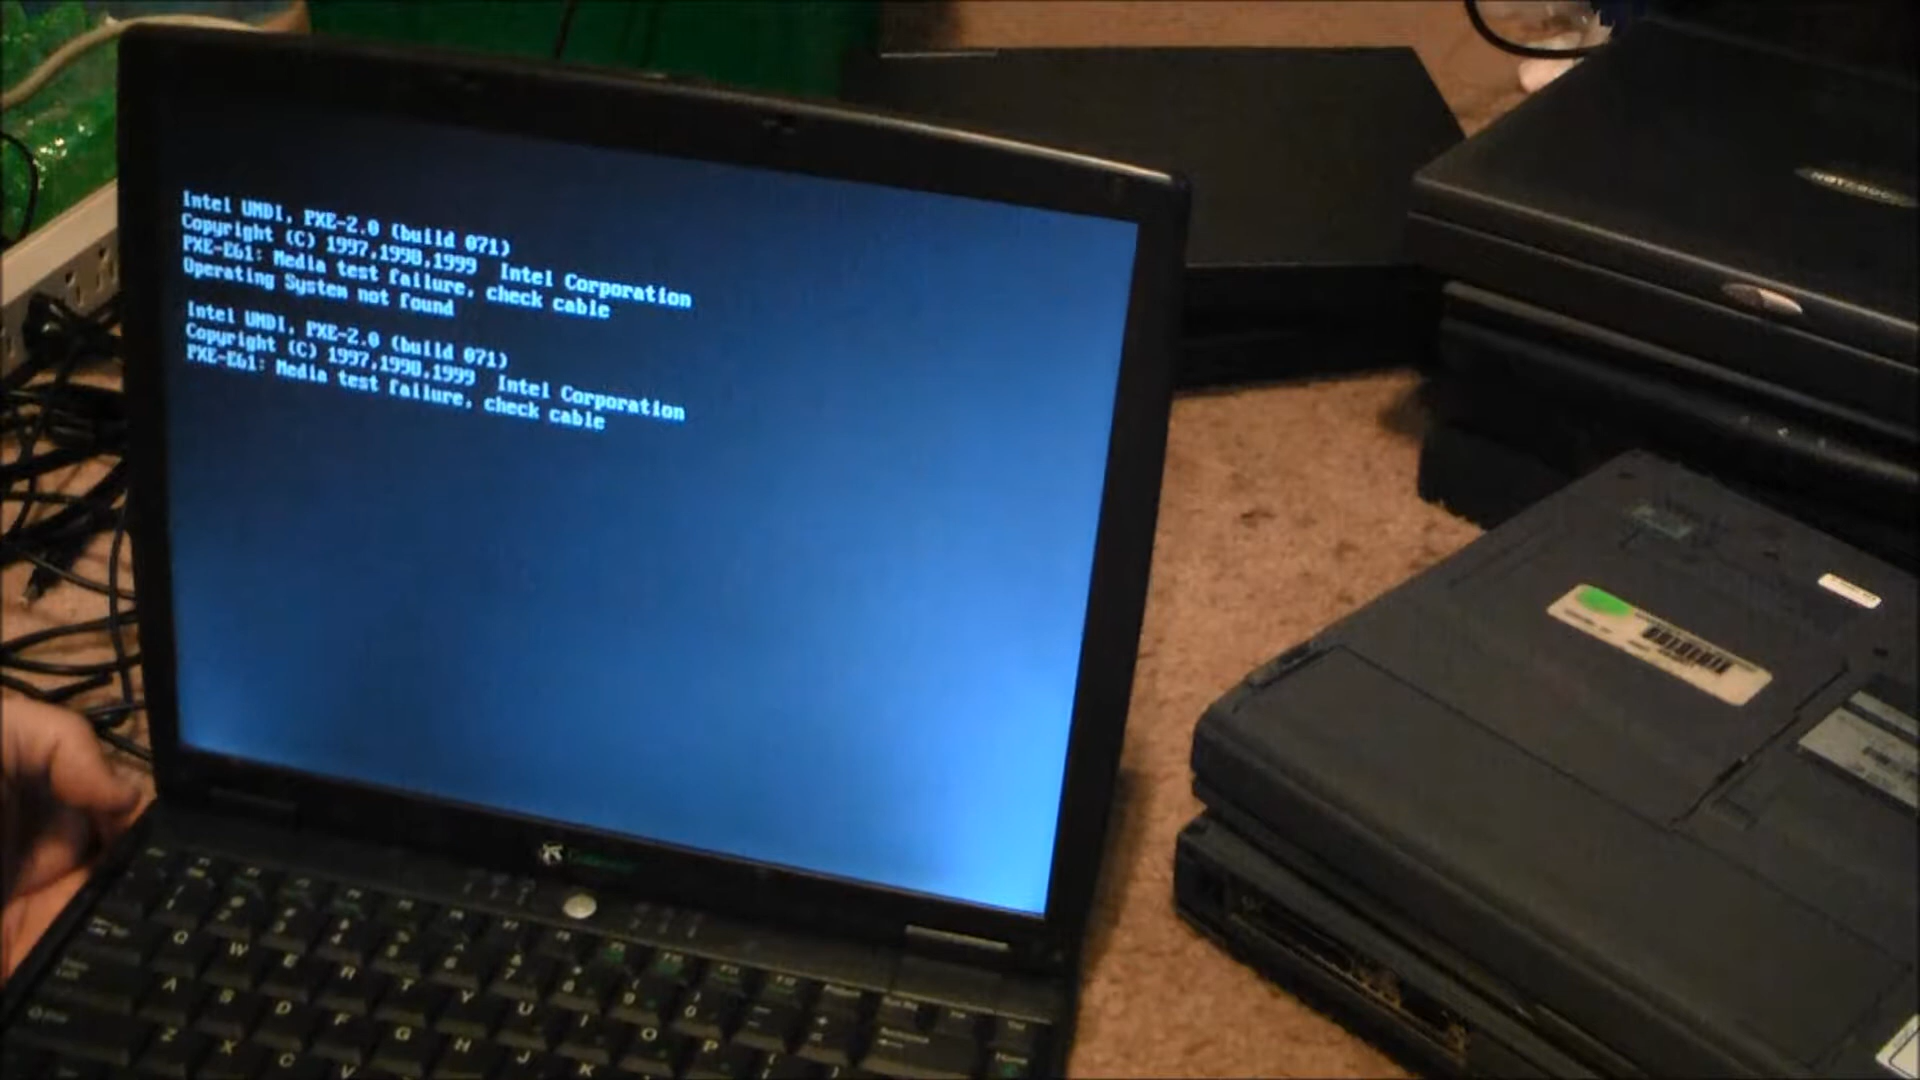 Intel UNDI, PXE-2.0 (build 071)
Copyright (C) 1997,1998,1999  Intel Corporation
PXE-E61: Media test failure, check cable
Operating System not found
Intel UNDI, PXE-2.0 (build 071)
Copyright (C) 1997,1998,1999  Intel Corporation
PXE-E61: Media test failure, check cable
NOTEBOOK
Q W E R T Y U I O P
A S D F G H J K
Z X C V